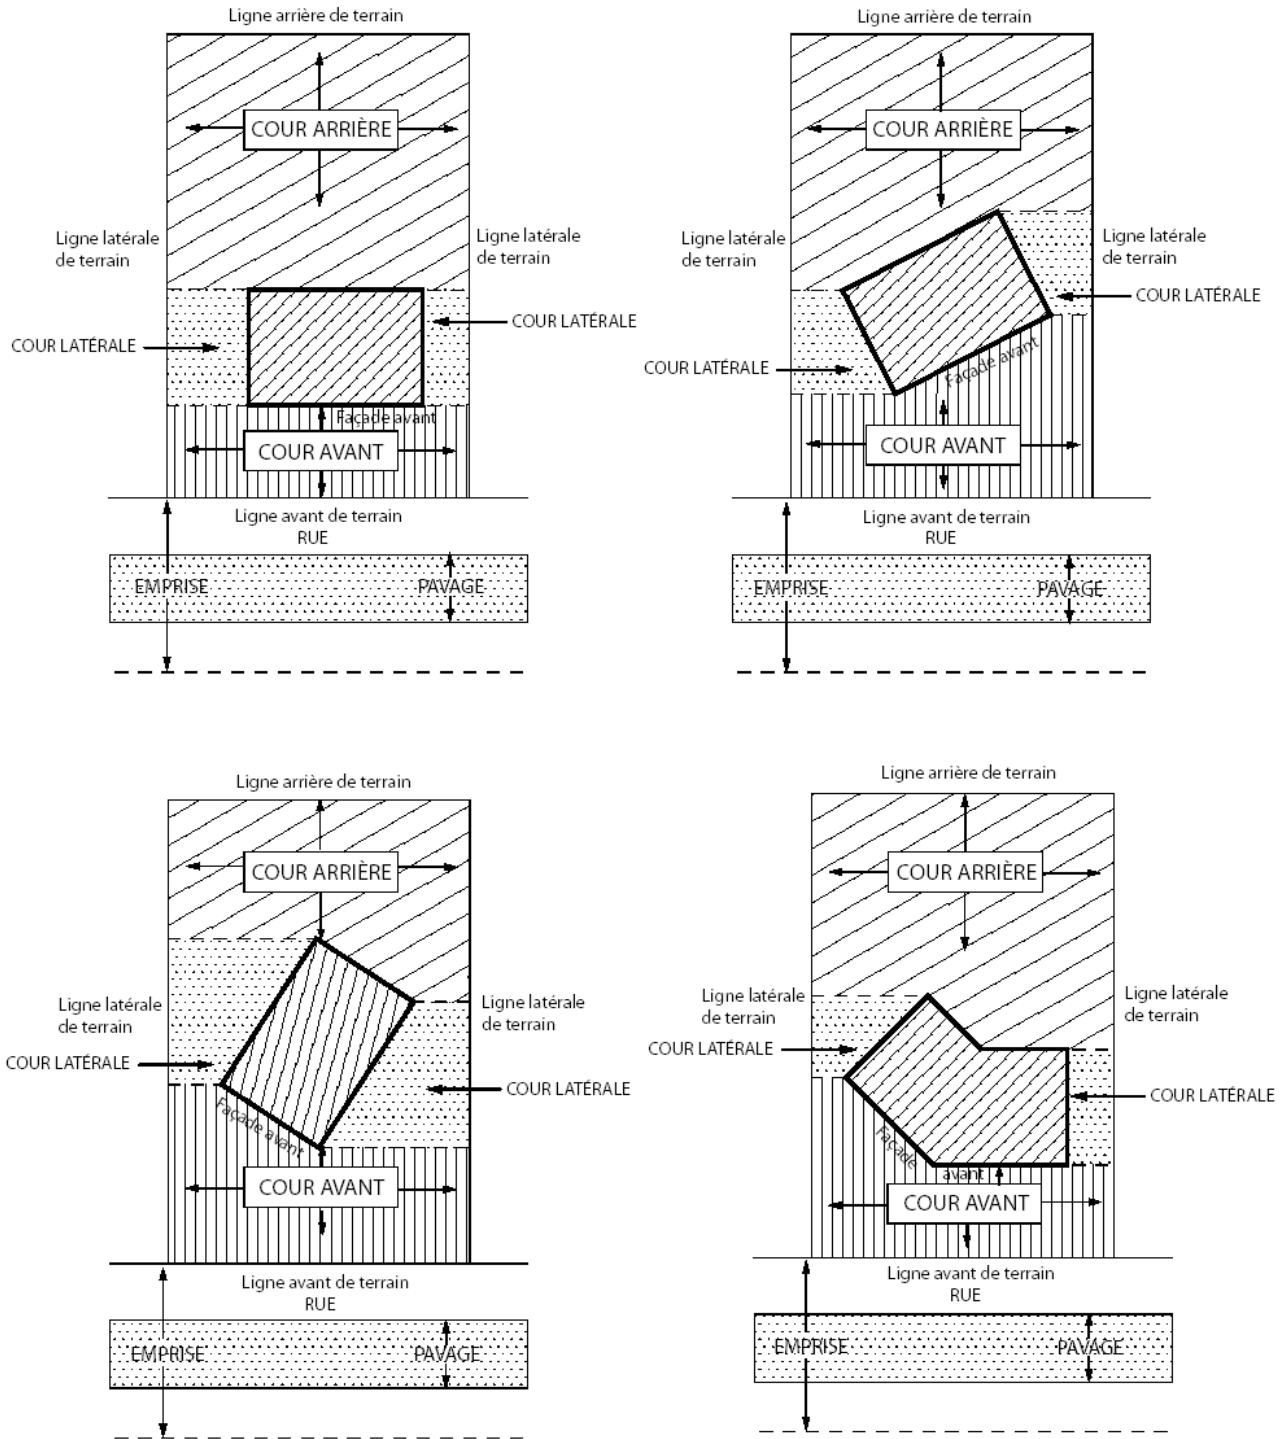 Ligne arrière de terrain
COUR ARRIÈRE
Ligne latérale
de terrain
Ligne latérale
de terrain
COUR LATÉRALE
COUR LATÉRALE
Façade avant
COUR AVANT
Ligne avant de terrain
RUE
EMPRISE
PAVAGE
Ligne arrière de terrain
COUR ARRIÈRE
Ligne latérale
de terrain
Ligne latérale
de terrain
COUR LATÉRALE
COUR LATÉRALE
Façade avant
COUR AVANT
Ligne avant de terrain
RUE
EMPRISE
PAVAGE
Ligne arrière de terrain
COUR ARRIÈRE
Ligne latérale
de terrain
Ligne latérale
de terrain
COUR LATÉRALE
COUR LATÉRALE
Façade avant
COUR AVANT
Ligne avant de terrain
RUE
EMPRISE
PAVAGE
Ligne arrière de terrain
COUR ARRIÈRE
Ligne latérale
de terrain
Ligne latérale
de terrain
COUR LATÉRALE
COUR LATÉRALE
Façade
avant
COUR AVANT
Ligne avant de terrain
RUE
EMPRISE
PAVAGE